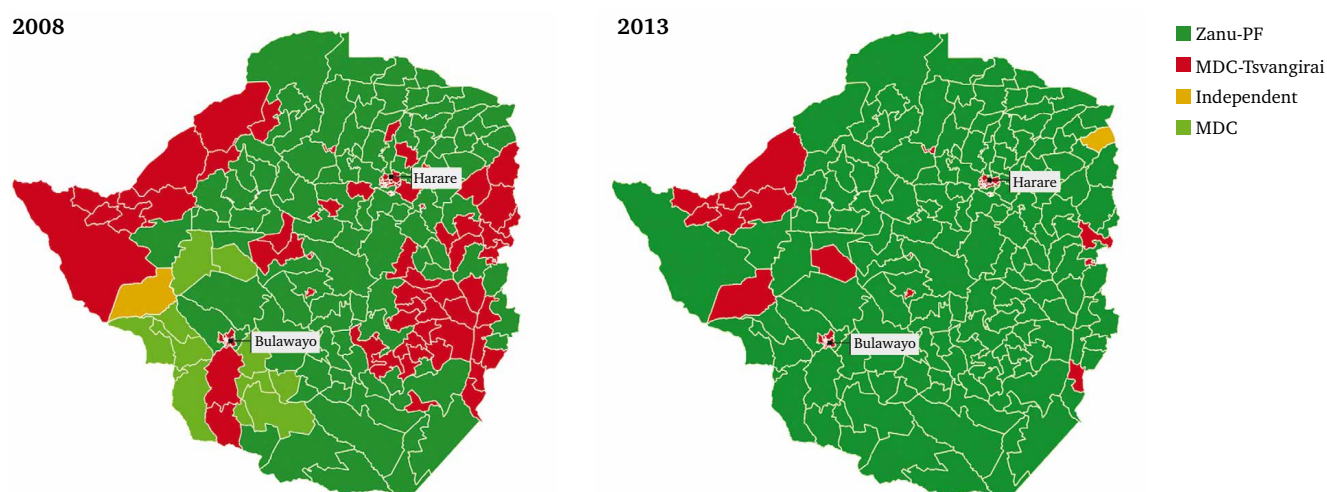 2008
2013
Zanu-PF
MDC-Tsvangirai
Independent
MDC
Harare
Harare
Bulawayo
Bulawayo